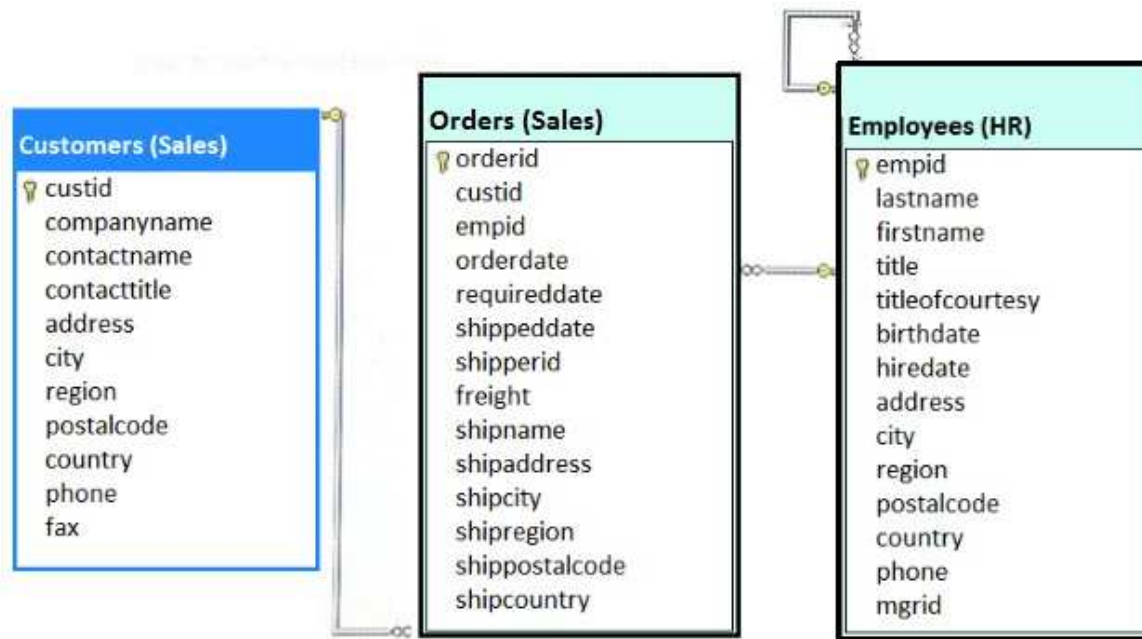 Customers (Sales)
custid
companyname
contactname
contacttitle
address
city
region
postalcode
country
phone
fax
Orders (Sales)
orderid
custid
empid
orderdate
requireddate
shippeddate
shipperid
freight
shipname
shipaddress
shipcity
shipregion
shippostalcode
shipcountry
Employees (HR)
empid
lastname
firstname
title
titleofcourtesy
birthdate
hiredate
address
city
region
postalcode
country
phone
mgrid